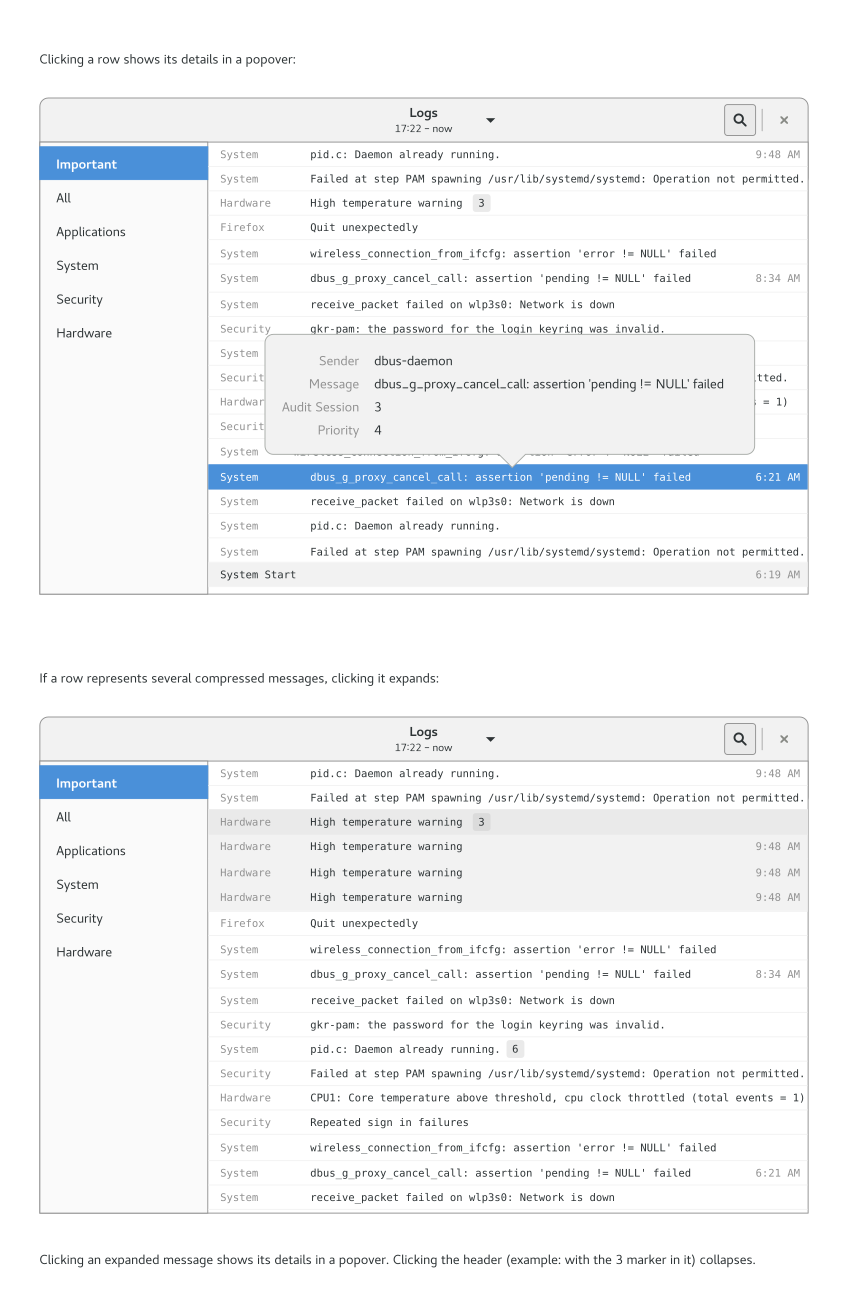 Clicking a row shows its details in a popover:
Logs
17:22 – now
Important
All
Applications
System
Security
Hardware
System pid.c: Daemon already running. 9:48 AM
System Failed at step PAM spawning /usr/lib/systemd/systemd: Operation not permitted.
Hardware High temperature warning 3
Firefox Quit unexpectedly
System wireless_connection_from_ifcfg: assertion 'error != NULL' failed
System dbus_g_proxy_cancel_call: assertion 'pending != NULL' failed 8:34 AM
System receive_packet failed on wlp3s0: Network is down
Security gkr-pam: the password for the login keyring was invalid.
System
Securit tted.
Hardwar = 1)
Securit
System
Sender dbus-daemon
Message dbus_g_proxy_cancel_call: assertion 'pending != NULL' failed
Audit Session 3
Priority 4
System dbus_g_proxy_cancel_call: assertion 'pending != NULL' failed 6:21 AM
System receive_packet failed on wlp3s0: Network is down
System pid.c: Daemon already running.
System Failed at step PAM spawning /usr/lib/systemd/systemd: Operation not permitted.
System Start 6:19 AM
If a row represents several compressed messages, clicking it expands:
Logs
17:22 – now
Important
All
Applications
System
Security
Hardware
System pid.c: Daemon already running. 9:48 AM
System Failed at step PAM spawning /usr/lib/systemd/systemd: Operation not permitted.
Hardware High temperature warning 3
Hardware High temperature warning 9:48 AM
Hardware High temperature warning 9:48 AM
Hardware High temperature warning 9:48 AM
Firefox Quit unexpectedly
System wireless_connection_from_ifcfg: assertion 'error != NULL' failed
System dbus_g_proxy_cancel_call: assertion 'pending != NULL' failed 8:34 AM
System receive_packet failed on wlp3s0: Network is down
Security gkr-pam: the password for the login keyring was invalid.
System pid.c: Daemon already running. 6
Security Failed at step PAM spawning /usr/lib/systemd/systemd: Operation not permitted.
Hardware CPU1: Core temperature above threshold, cpu clock throttled (total events = 1)
Security Repeated sign in failures
System wireless_connection_from_ifcfg: assertion 'error != NULL' failed
System dbus_g_proxy_cancel_call: assertion 'pending != NULL' failed 6:21 AM
System receive_packet failed on wlp3s0: Network is down
Clicking an expanded message shows its details in a popover. Clicking the header (example: with the 3 marker in it) collapses.